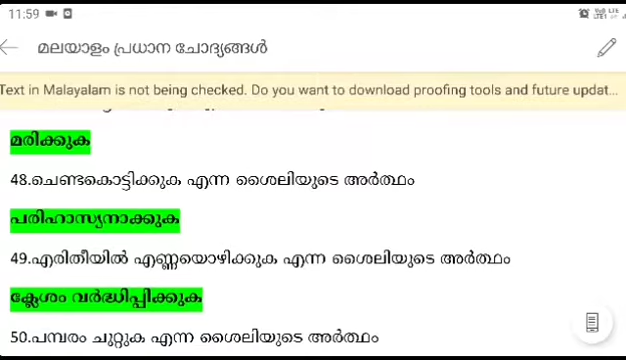 11:59
മലയാളം പ്രധാന ചോദ്യങ്ങൾ
Text in Malayalam is not being checked. Do you want to download proofing tools and future updat...
മരിക്കുക
48.ചെണ്ടകൊട്ടിക്കുക എന്ന ശൈലിയുടെ അർത്ഥം
പരിഹാസ്യനാക്കുക
49.എരിതീയിൽ എണ്ണയൊഴിക്കുക എന്ന ശൈലിയുടെ അർത്ഥം
ക്ലേശം വർദ്ധിപ്പിക്കുക
50.പമ്പരം ചുറ്റുക എന്ന ശൈലിയുടെ അർത്ഥം